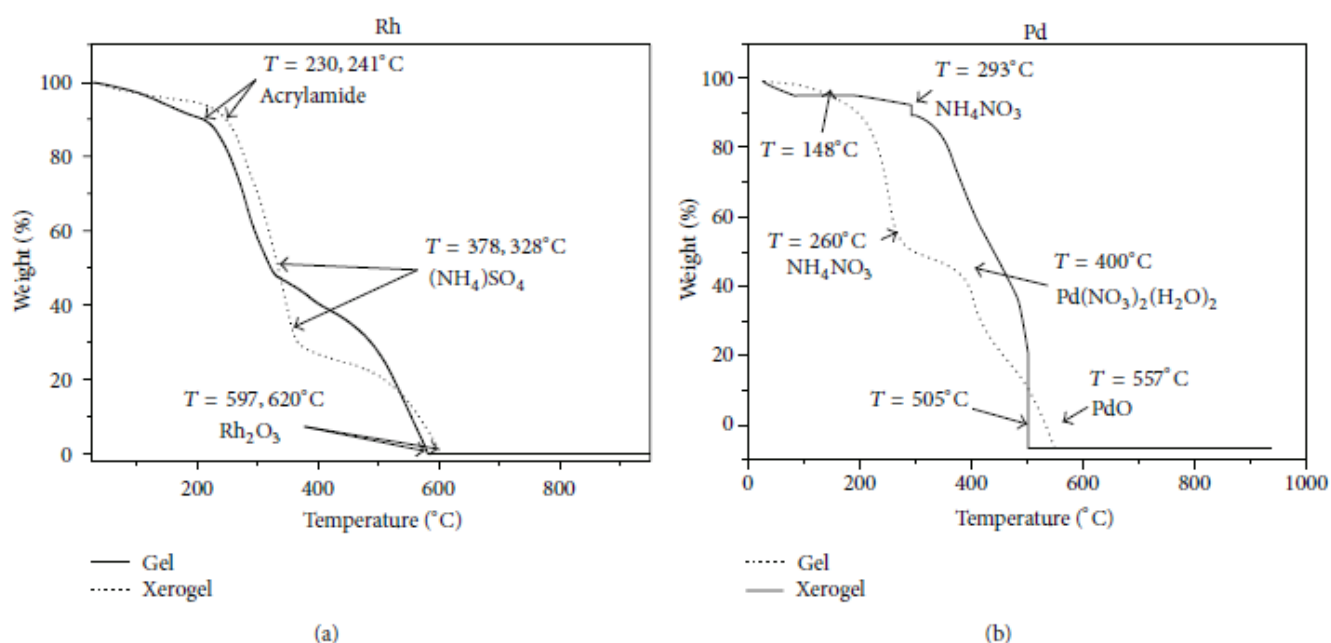 Rh
T = 230, 241°C
Acrylamide
T = 378, 328°C
(NH₄)SO₄
T = 597, 620°C
Rh₂O₃
Weight (%)
100
80
60
40
20
0
200
400
600
800
Temperature (°C)
Gel
Xerogel
(a)
Pd
T = 293°C
NH₄NO₃
T = 148°C
T = 260°C
NH₄NO₃
T = 400°C
Pd(NO₃)₂(H₂O)₂
T = 505°C
T = 557°C
PdO
Weight (%)
100
80
60
40
20
0
0
200
400
600
800
1000
Temperature (°C)
Gel
Xerogel
(b)